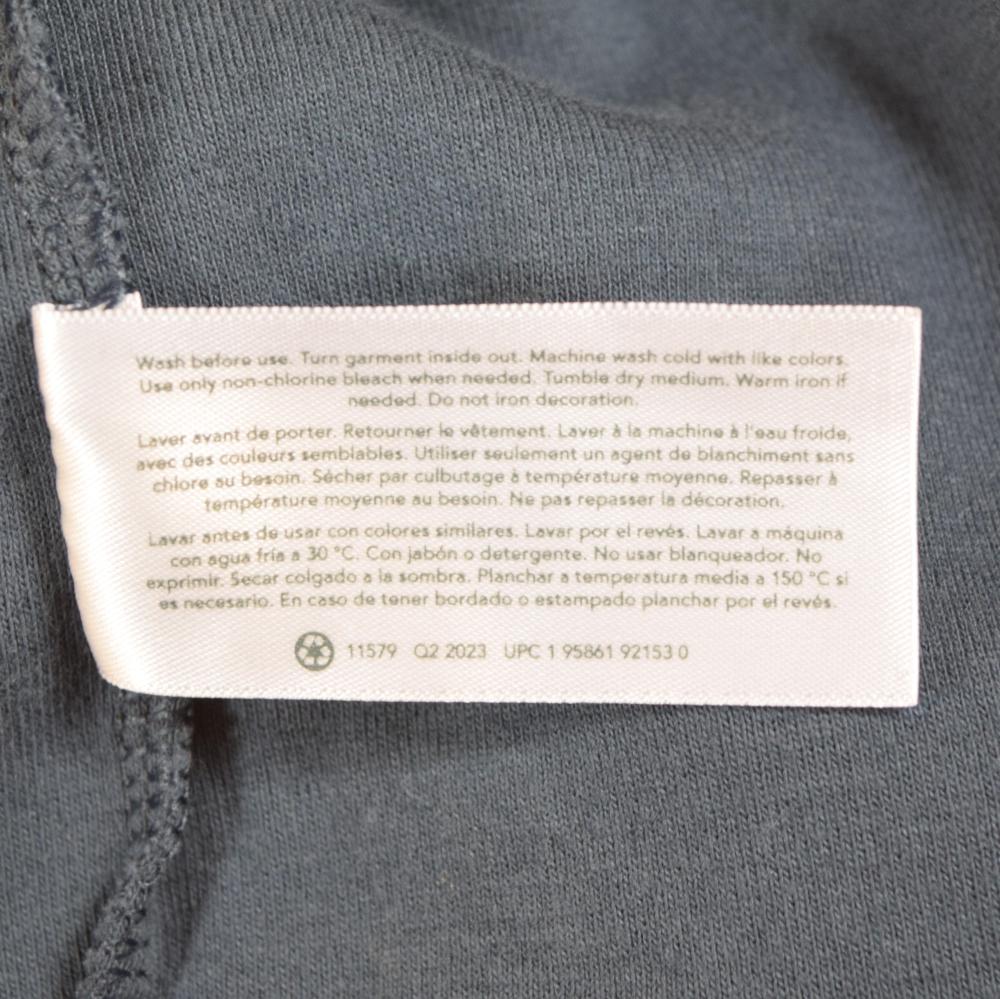 Wash before use. Turn garment inside out. Machine wash cold with like colors.
Use only non-chlorine bleach when needed. Tumble dry medium. Warm iron if
needed. Do not iron decoration.
Laver avant de porter. Retourner le vêtement. Laver à la machine à l'eau froide,
avec des couleurs semblables. Utiliser seulement un agent de blanchiment sans
chlore au besoin. Sécher par culbutage à température moyenne. Repasser à
température moyenne au besoin. Ne pas repasser la décoration.
Lavar antes de usar con colores similares. Lavar por el revés. Lavar a máquina
con agua fría a 30 °C. Con jabón o detergente. No usar blanqueador. No
exprimir. Secar colgado a la sombra. Planchar a temperatura media a 150 °C si
es necesario. En caso de tener bordado o estampado planchar por el revés.
11579 Q2 2023 UPC 1 95861 92153 0